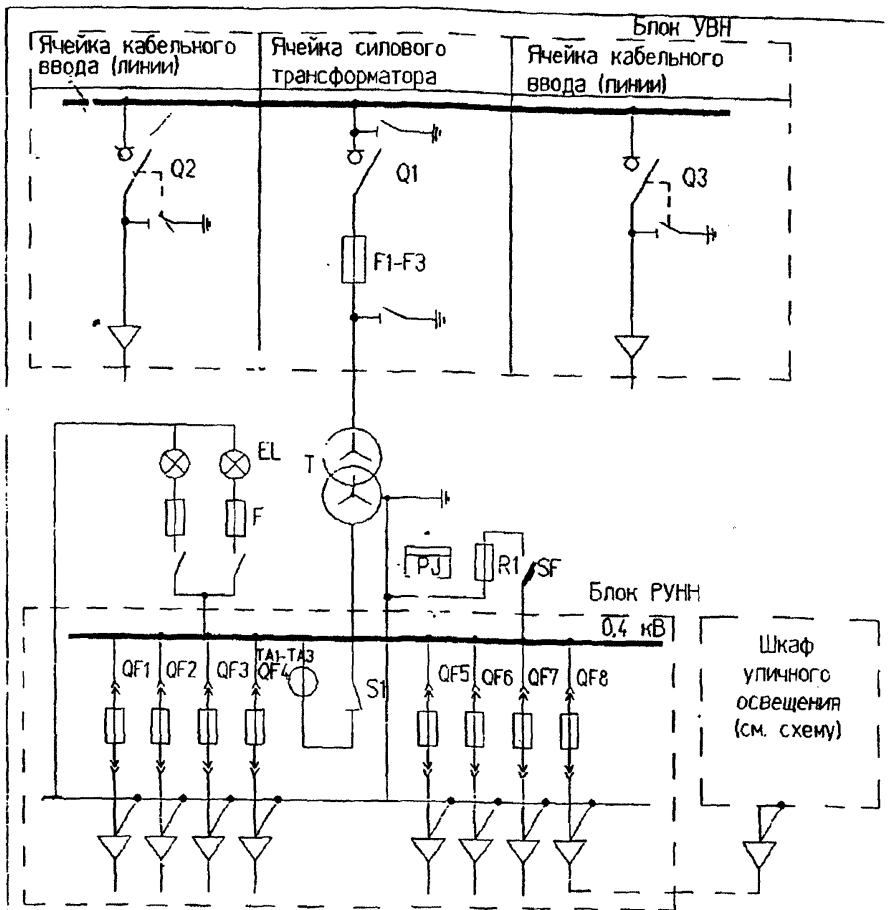 Блок УВН
Ячейка кабельного
ввода (линии)
Ячейка силового
трансформатора
Ячейка кабельного
ввода (линии)
Q2
Q1
Q3
F1-F3
EL
T
F
PJ
R1
SF
Блок РУНН
0,4 кВ
TA1-TA3
QF1
QF2
QF3
QF4
S1
QF5
QF6
QF7
QF8
Шкаф
уличного
освещения
(см. схему)